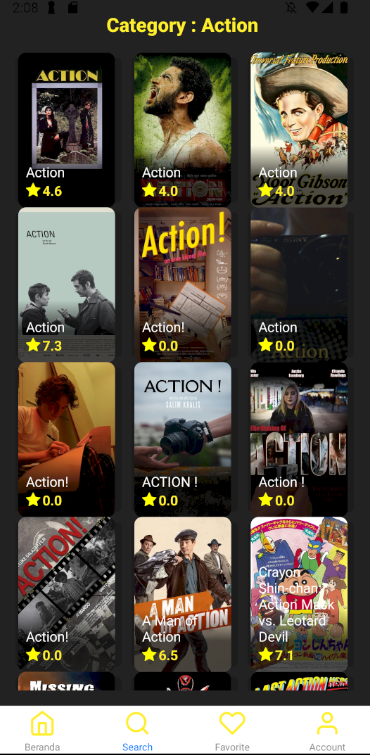 2:08
Category : Action
ACTION
Action
4.6
Action
4.0
Hoot Gibson
Action
4.0
ACTION
Action
7.3
Action!
Action!
0.0
Action
Action
0.0
Action!
0.0
ACTION !
SALIM KHALIS
ACTION !
0.0
ACTION
Action !
0.0
ACTION!
Action!
0.0
A MAN
OF ACTION
A Man of
Action
6.5
Crayon
Shin-chan:
Action Mask
vs. Leotard
Devil
7.1
MISSING
LAST ACTION HERO
Beranda
Search
Favorite
Account